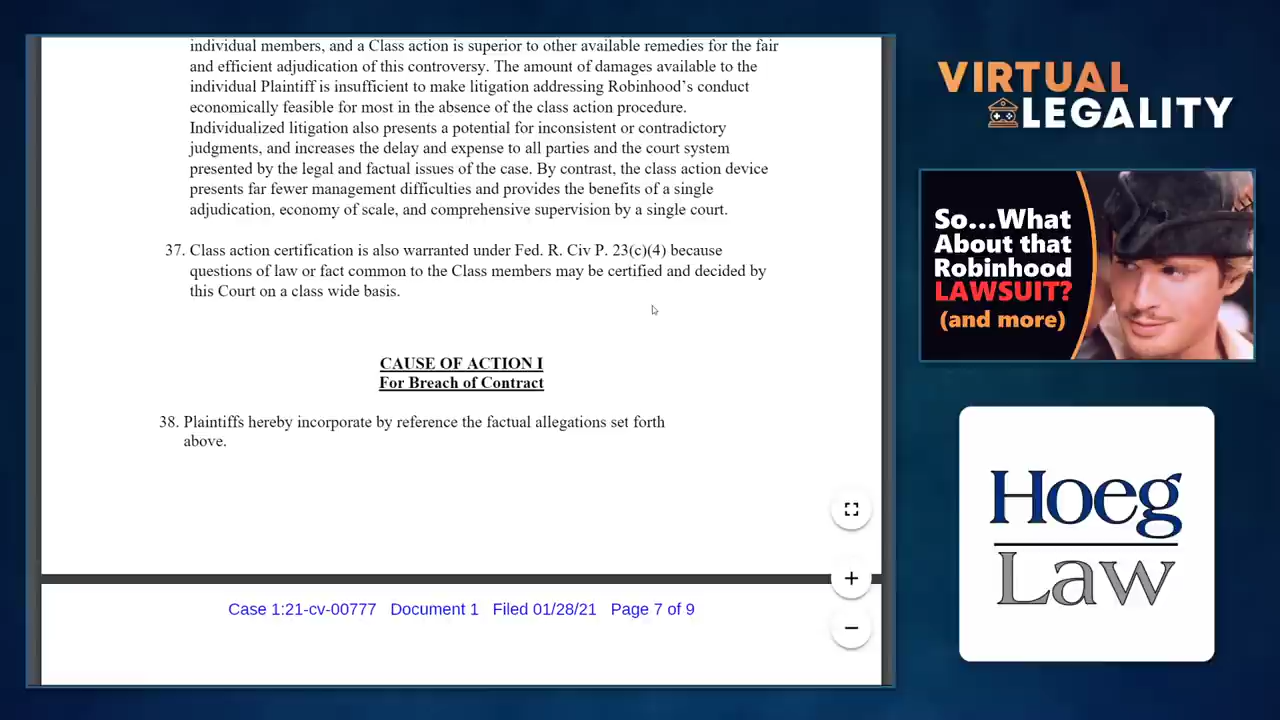 individual members, and a Class action is superior to other available remedies for the fair
and efficient adjudication of this controversy. The amount of damages available to the
individual Plaintiff is insufficient to make litigation addressing Robinhood's conduct
economically feasible for most in the absence of the class action procedure.
Individualized litigation also presents a potential for inconsistent or contradictory
judgments, and increases the delay and expense to all parties and the court system
presented by the legal and factual issues of the case. By contrast, the class action device
presents far fewer management difficulties and provides the benefits of a single
adjudication, economy of scale, and comprehensive supervision by a single court.
37. Class action certification is also warranted under Fed. R. Civ P. 23(c)(4) because
questions of law or fact common to the Class members may be certified and decided by
this Court on a class wide basis.
CAUSE OF ACTION I
For Breach of Contract
38. Plaintiffs hereby incorporate by reference the factual allegations set forth
above.
Case 1:21-cv-00777 Document 1 Filed 01/28/21 Page 7 of 9
VIRTUAL
LEGALITY
So...What
About that
Robinhood
LAWSUIT?
(and more)
Hoeg
Law